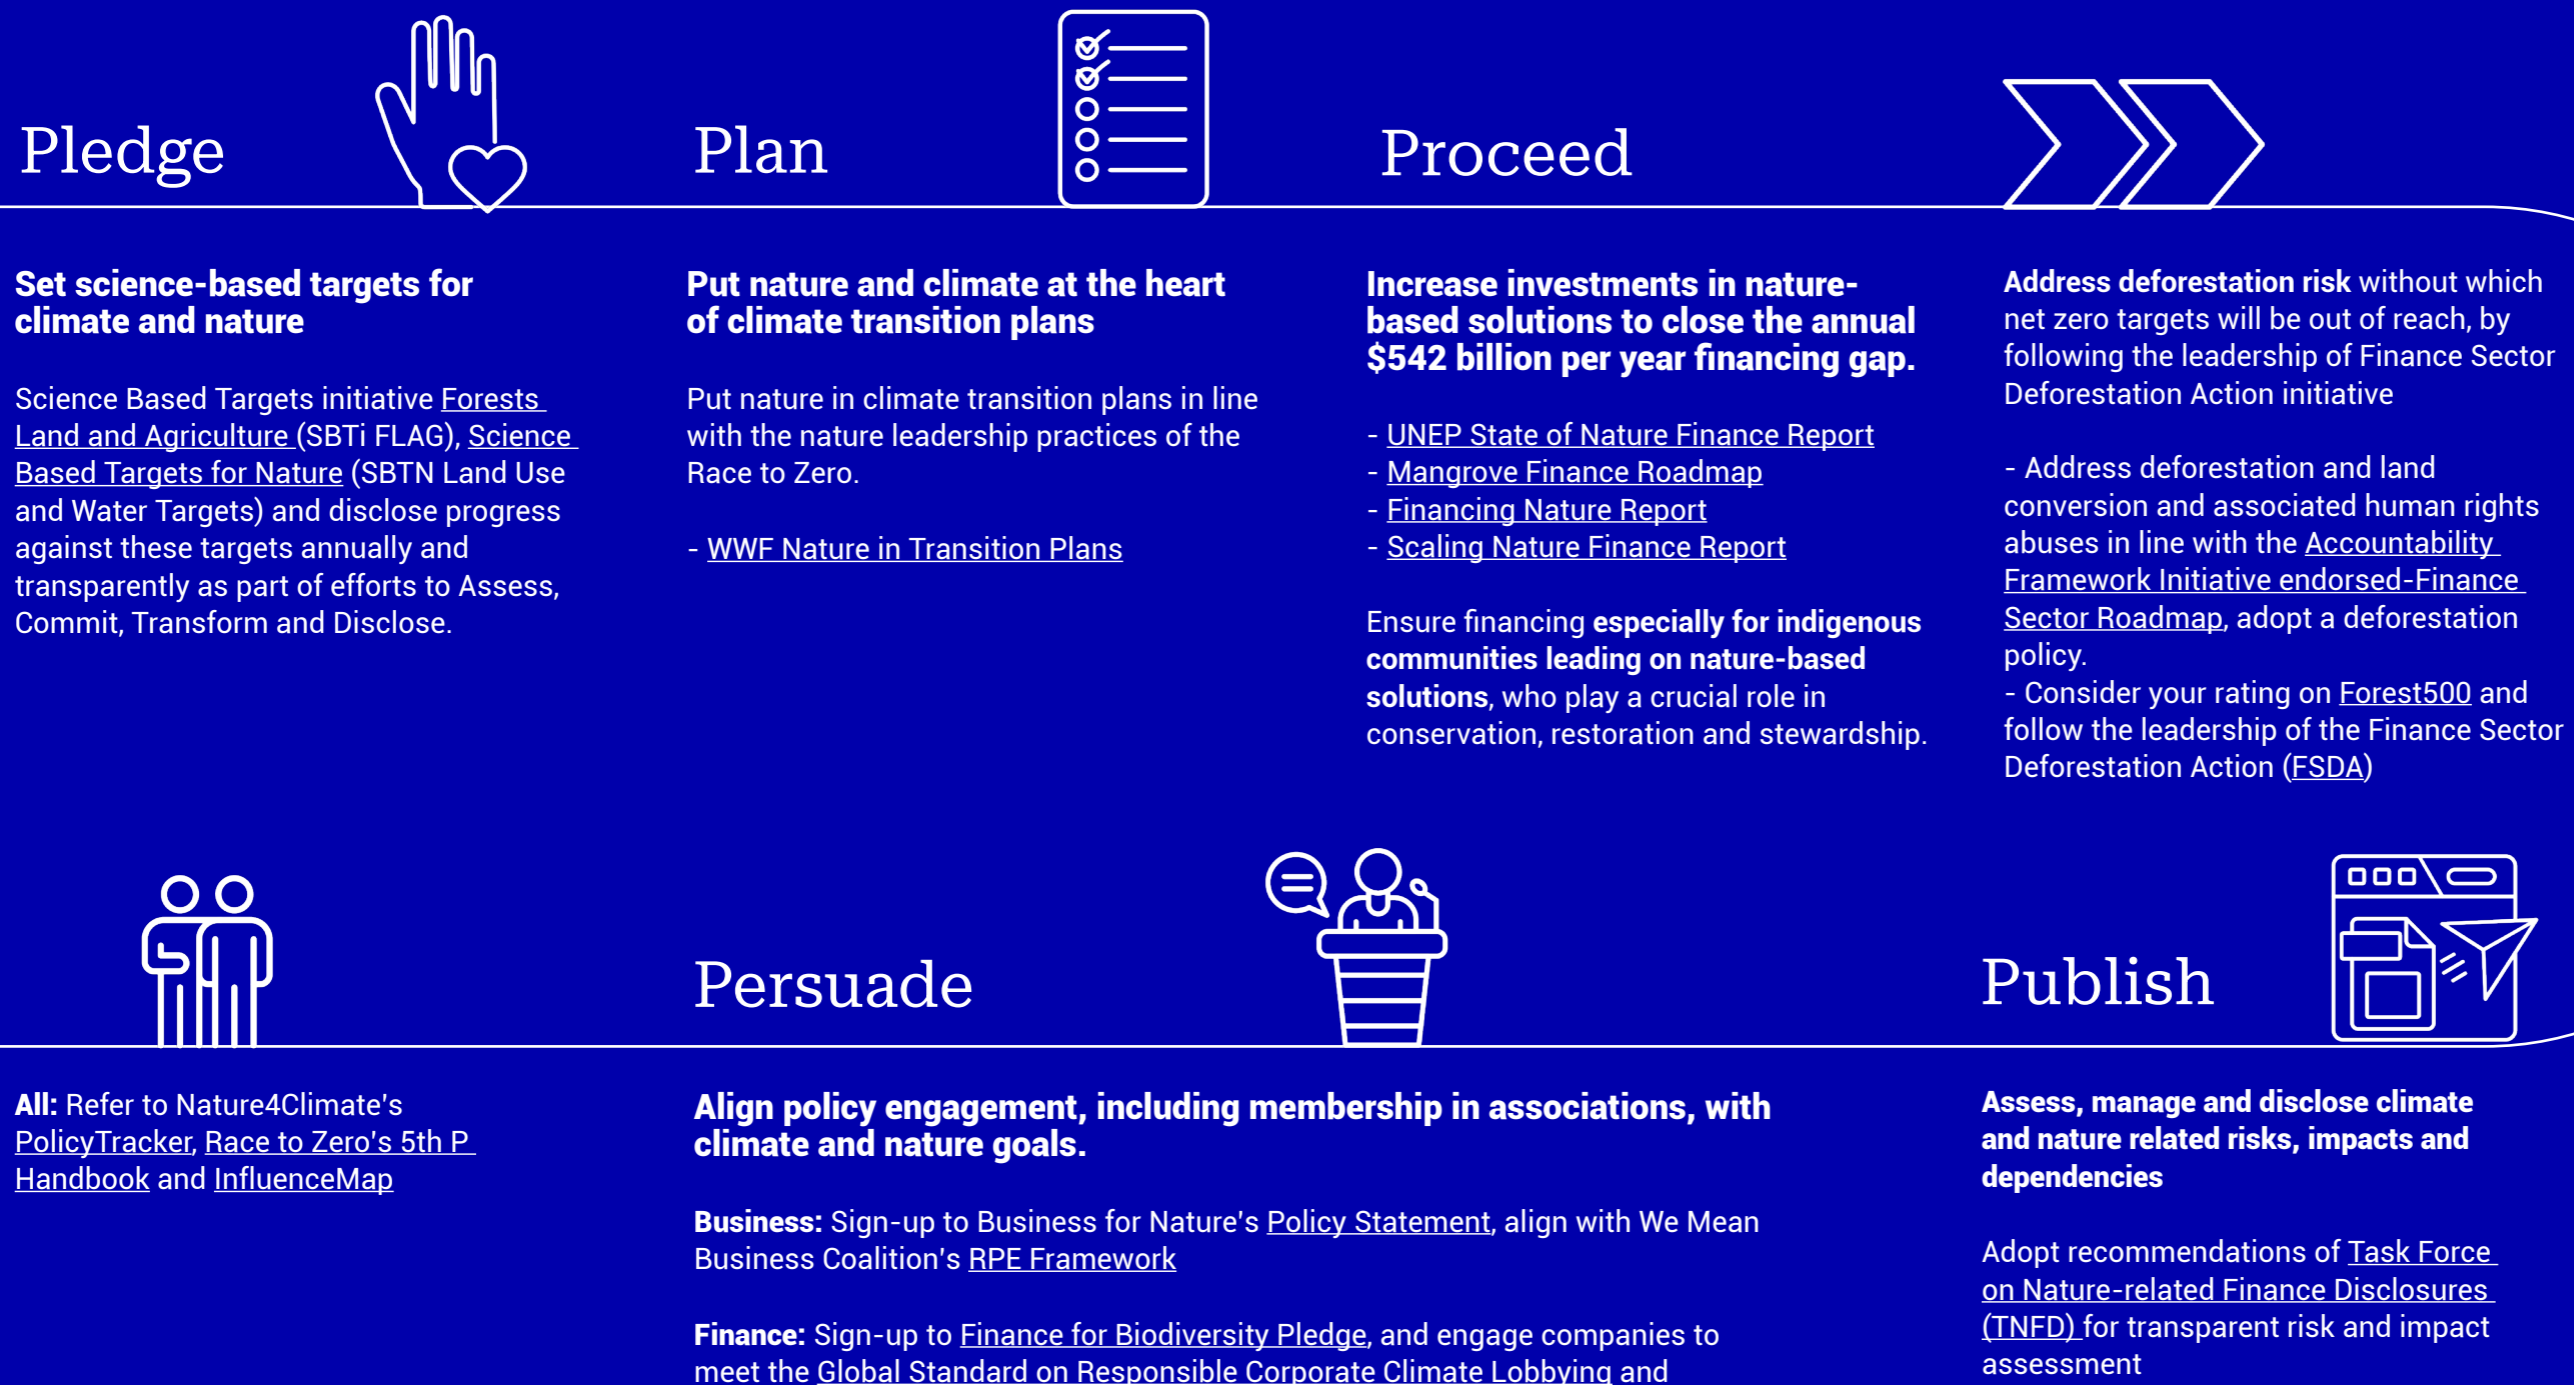 Pledge
Set science-based targets for
climate and nature
Science Based Targets initiative Forests
Land and Agriculture (SBTi FLAG), Science
Based Targets for Nature (SBTN Land Use
and Water Targets) and disclose progress
against these targets annually and
transparently as part of efforts to Assess,
Commit, Transform and Disclose.
Plan
Put nature and climate at the heart
of climate transition plans
Put nature in climate transition plans in line
with the nature leadership practices of the
Race to Zero.
- WWF Nature in Transition Plans
Proceed
Increase investments in nature-
based solutions to close the annual
$542 billion per year financing gap.
- UNEP State of Nature Finance Report
- Mangrove Finance Roadmap
- Financing Nature Report
- Scaling Nature Finance Report
Ensure financing especially for indigenous
communities leading on nature-based
solutions, who play a crucial role in
conservation, restoration and stewardship.
Address deforestation risk without which
net zero targets will be out of reach, by
following the leadership of Finance Sector
Deforestation Action initiative
- Address deforestation and land
conversion and associated human rights
abuses in line with the Accountability
Framework Initiative endorsed-Finance
Sector Roadmap, adopt a deforestation
policy.
- Consider your rating on Forest500 and
follow the leadership of the Finance Sector
Deforestation Action (FSDA)
All: Refer to Nature4Climate's
PolicyTracker, Race to Zero's 5th P
Handbook and InfluenceMap
Persuade
Align policy engagement, including membership in associations, with
climate and nature goals.
Business: Sign-up to Business for Nature's Policy Statement, align with We Mean
Business Coalition's RPE Framework
Finance: Sign-up to Finance for Biodiversity Pledge, and engage companies to
meet the Global Standard on Responsible Corporate Climate Lobbying and
Publish
Assess, manage and disclose climate
and nature related risks, impacts and
dependencies
Adopt recommendations of Task Force
on Nature-related Finance Disclosures
(TNFD) for transparent risk and impact
assessment